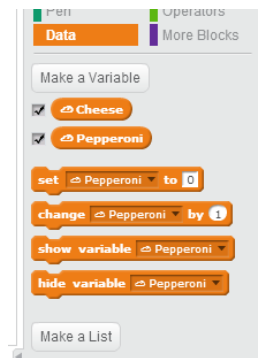 Pen Operators
Data More Blocks
Make a Variable
Cheese
Pepperoni
set Pepperoni to 0
change Pepperoni by 1
show variable Pepperoni
hide variable Pepperoni
Make a List